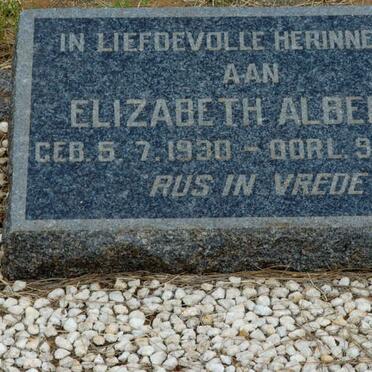 IN LIEFDEVOLLE HERINNE
AAN
ELIZABETH ALBE
GEB. 5. 7. 1930 - OORL. 
RUS IN VREDE